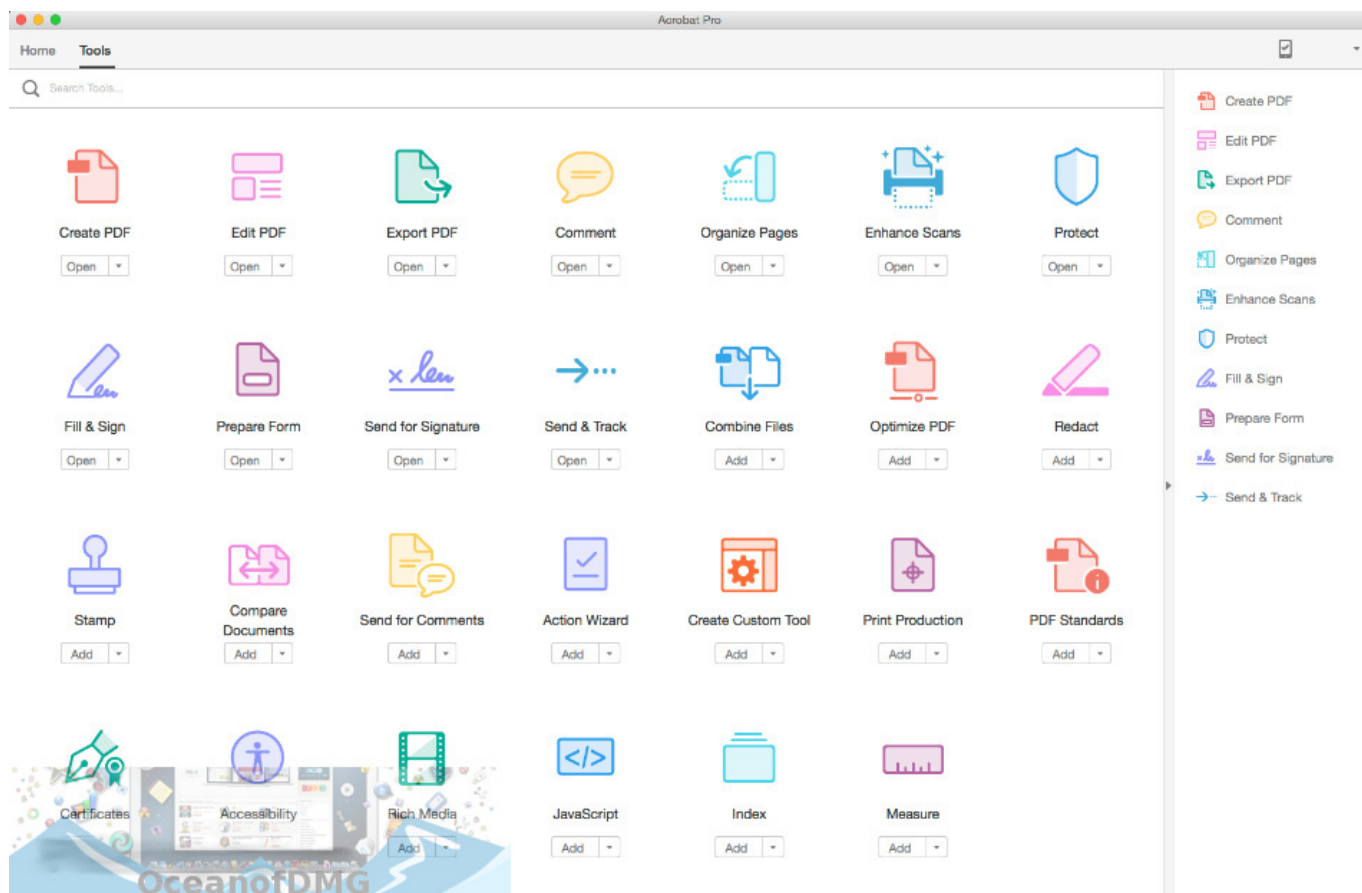 Acrobat Pro
Home Tools
Search Tools...
Create PDF Edit PDF Export PDF Comment Organize Pages Enhance Scans Protect
Open Open Open Open Open Open Open
Fill & Sign Prepare Form Send for Signature Send & Track Combine Files Optimize PDF Redact
Open Open Open Open Add Add Add
Stamp Compare Documents Send for Comments Action Wizard Create Custom Tool Print Production PDF Standards
Add Add Add Add Add Add Add
Certificates Accessibility Rich Media JavaScript Index Measure
Add Add Add Add
OceanofDMG
Create PDF
Edit PDF
Export PDF
Comment
Organize Pages
Enhance Scans
Protect
Fill & Sign
Prepare Form
Send for Signature
Send & Track